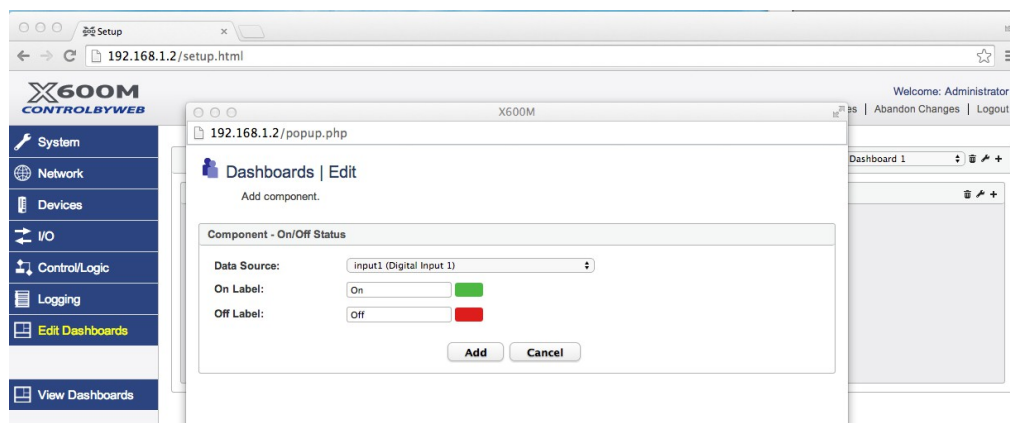 Setup
192.168.1.2/setup.html
X600M
CONTROLBYWEB
Welcome: Administrator
es | Abandon Changes | Logout
X600M
192.168.1.2/popup.php
System
Network
Devices
I/O
Control/Logic
Logging
Edit Dashboards
View Dashboards
Dashboard 1
Dashboards | Edit
Add component.
Component - On/Off Status
Data Source: input1 (Digital Input 1)
On Label: On
Off Label: Off
Add Cancel